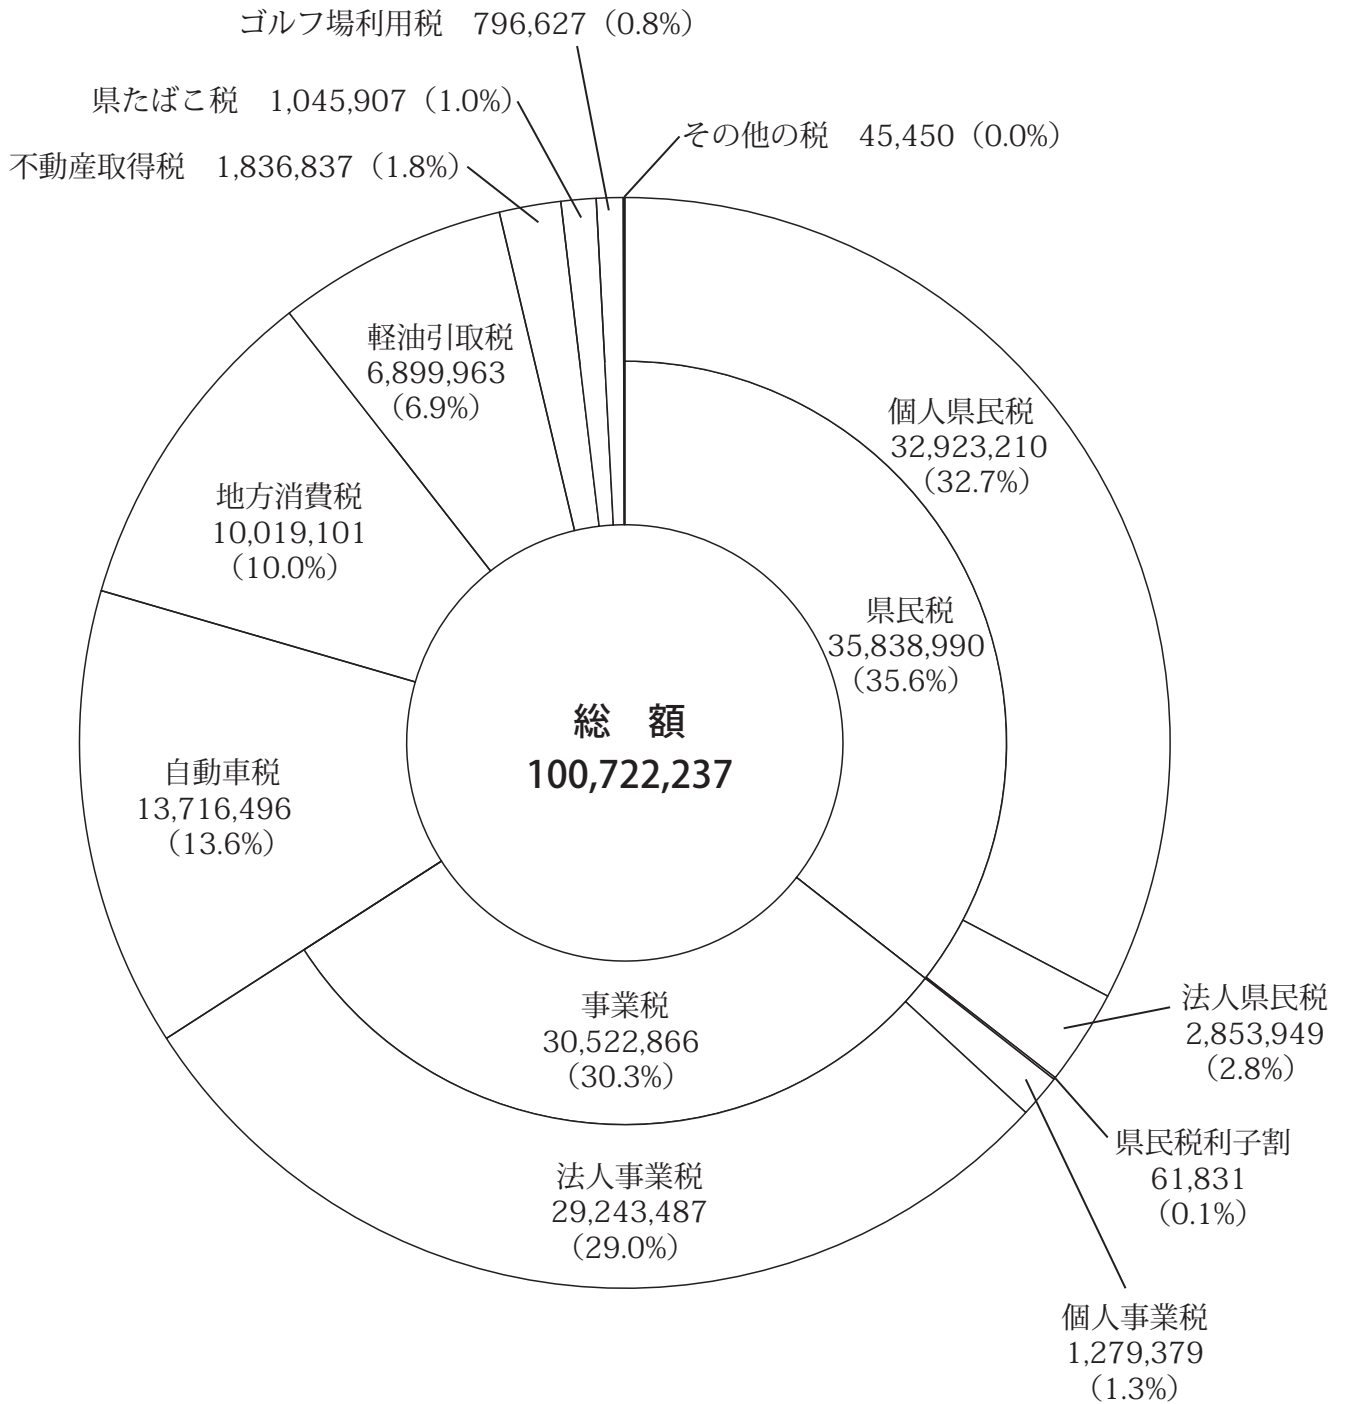 ゴルフ場利用税　796,627（0.8%）
県たばこ税　1,045,907（1.0%）
その他の税　45,450（0.0%）
不動産取得税　1,836,837（1.8%）
軽油引取税
6,899,963
（6.9%）
個人県民税
32,923,210
（32.7%）
地方消費税
10,019,101
（10.0%）
県民税
35,838,990
（35.6%）
総　額
100,722,237
自動車税
13,716,496
（13.6%）
事業税
30,522,866
（30.3%）
法人県民税
2,853,949
（2.8%）
県民税利子割
61,831
（0.1%）
法人事業税
29,243,487
（29.0%）
個人事業税
1,279,379
（1.3%）